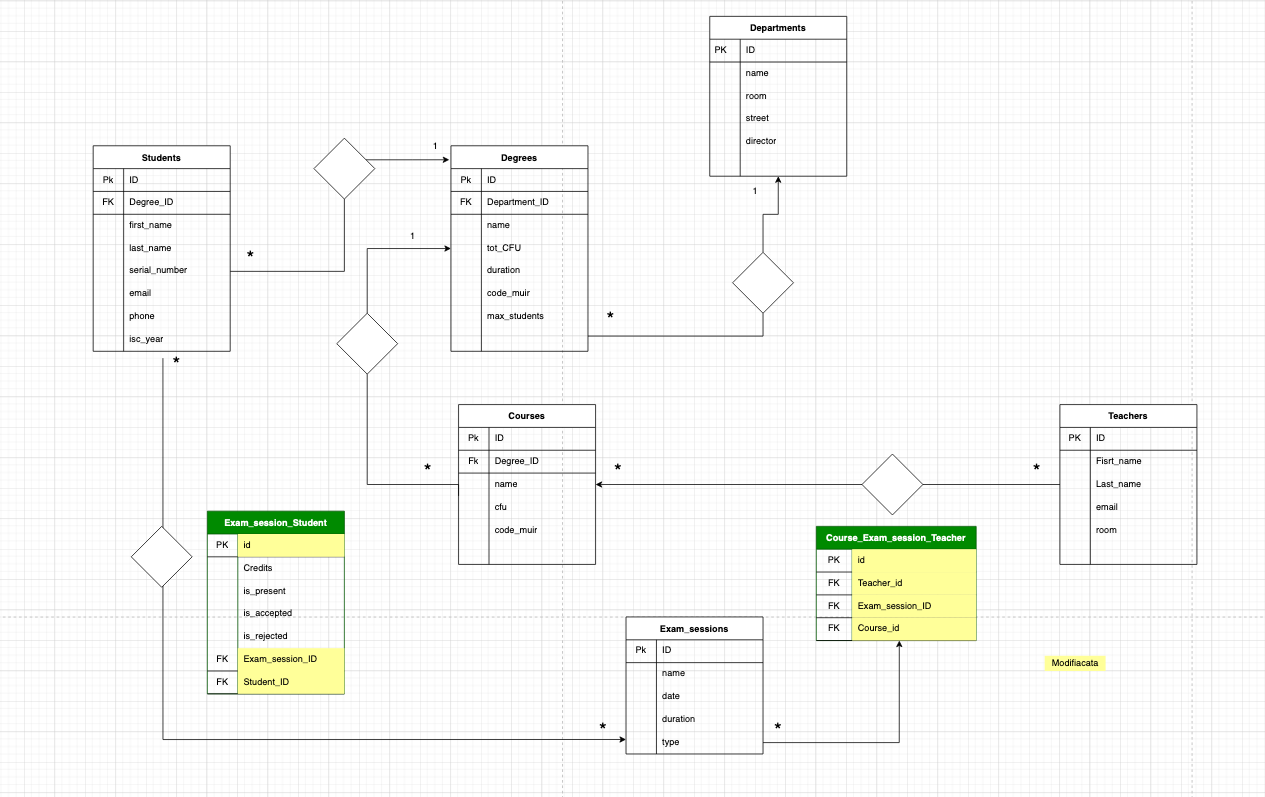 Departments
PK ID
name
room
street
director
1
Students
Pk ID
FK Degree_ID
first_name
last_name
serial_number
email
phone
isc_year
*
*
1
Degrees
Pk ID
FK Department_ID
name
tot_CFU
duration
code_muir
max_students
*
1
Courses
Pk ID
Fk Degree_ID
name
cfu
code_muir
*
*
*
Teachers
PK ID
Fisrt_name
Last_name
email
room
Exam_session_Student
PK id
Credits
is_present
is_accepted
is_rejected
FK Exam_session_ID
FK Student_ID
Course_Exam_session_Teacher
PK id
FK Teacher_id
FK Exam_session_ID
FK Course_id
Exam_sessions
Pk ID
name
date
duration
type
*
*
Modifiacata